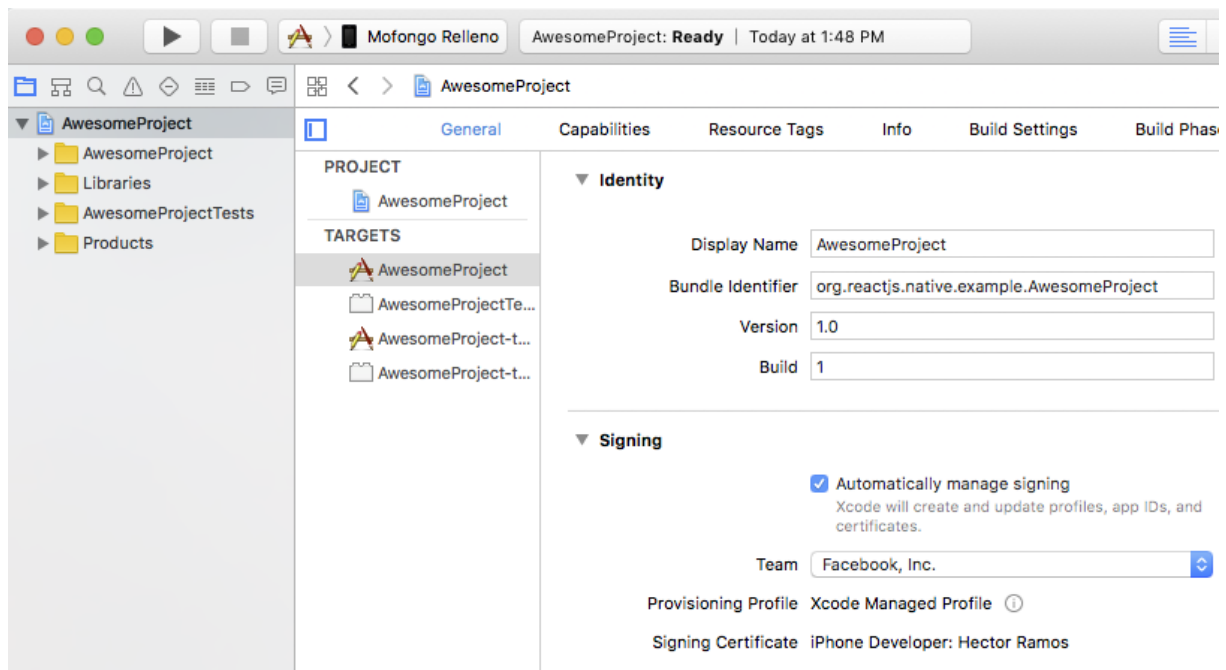 Mofongo Relleno
AwesomeProject: Ready | Today at 1:48 PM
AwesomeProject
AwesomeProject
AwesomeProject
Libraries
AwesomeProjectTests
Products
General Capabilities Resource Tags Info Build Settings Build Phase
PROJECT
AwesomeProject
TARGETS
AwesomeProject
AwesomeProjectTe...
AwesomeProject-t...
AwesomeProject-t...
Identity
Display Name AwesomeProject
Bundle Identifier org.reactjs.native.example.AwesomeProject
Version 1.0
Build 1
Signing
Automatically manage signing
Xcode will create and update profiles, app IDs, and
certificates.
Team Facebook, Inc.
Provisioning Profile Xcode Managed Profile
Signing Certificate iPhone Developer: Hector Ramos